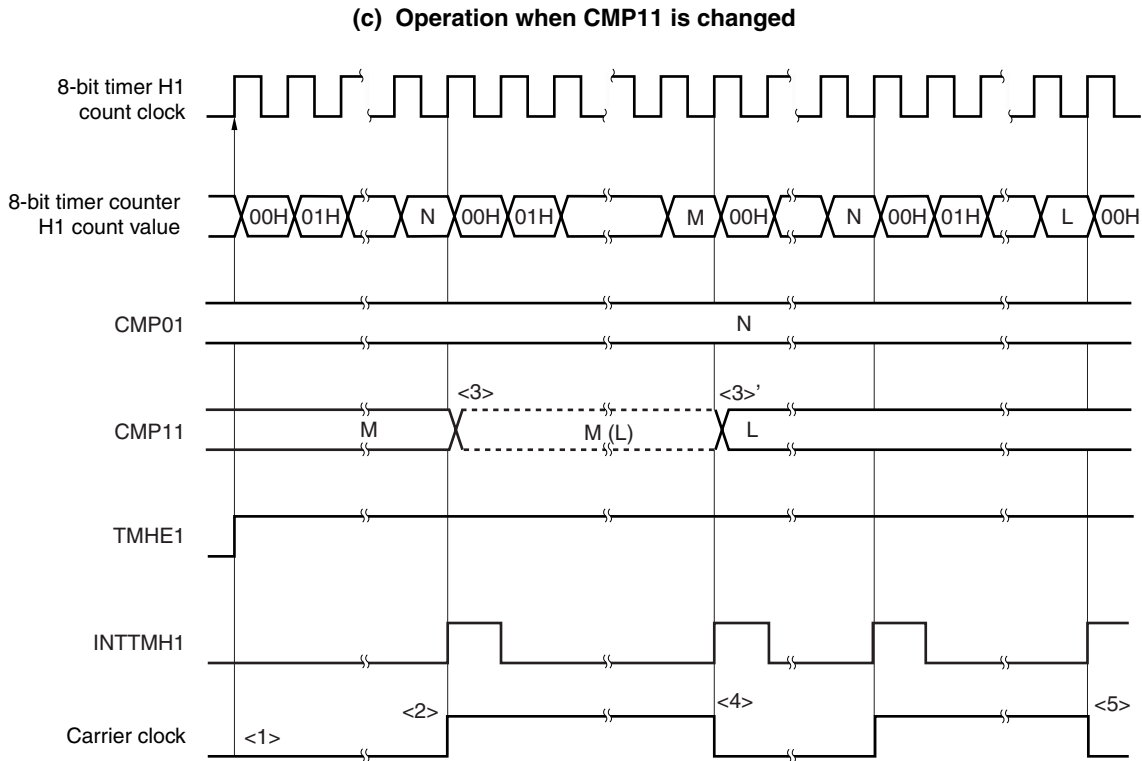 (c) Operation when CMP11 is changed
8-bit timer H1
count clock
8-bit timer counter
H1 count value
00H 01H N 00H 01H M 00H N 00H 01H L 00H
CMP01
N
<3> <3>’
CMP11
M M (L) L
TMHE1
INTTMH1
<2> <4> <5>
Carrier clock <1>